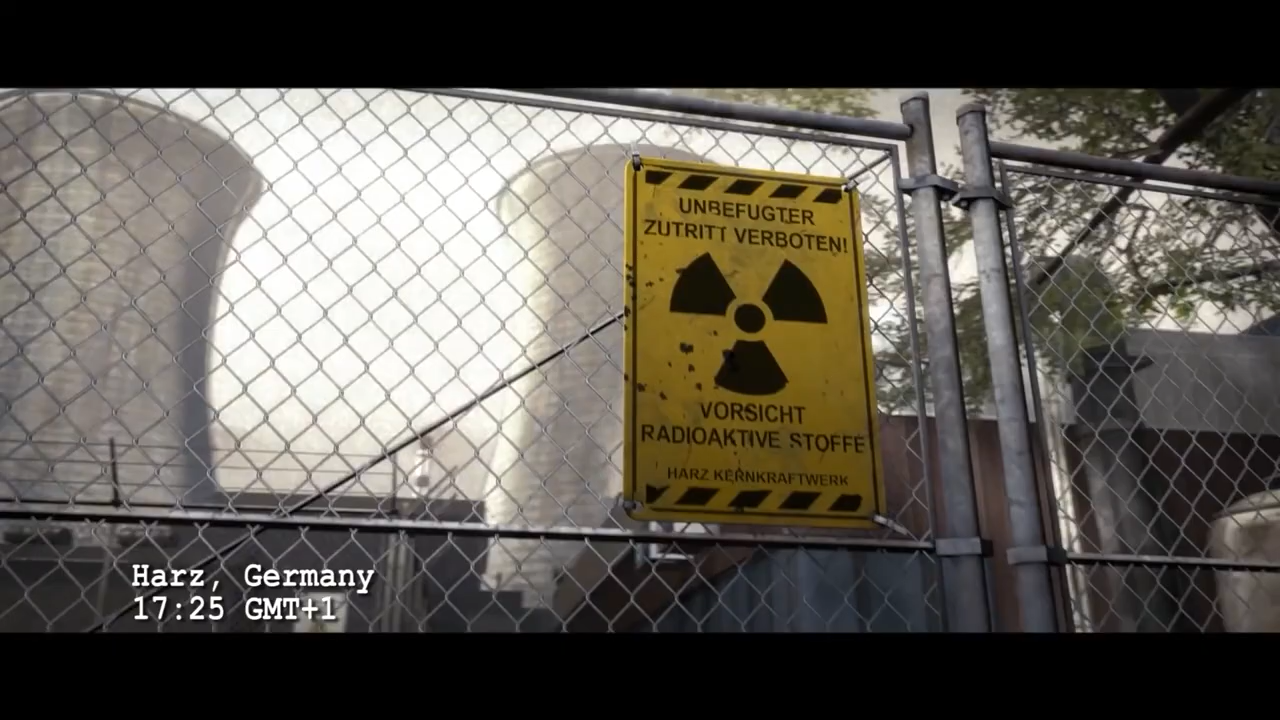 UNBEFUGTER
ZUTRITT VERBOTEN!
VORSICHT
RADIOAKTIVE STOFFE
HARZ KERNKRAFTWERK
Harz, Germany
17:25 GMT+1